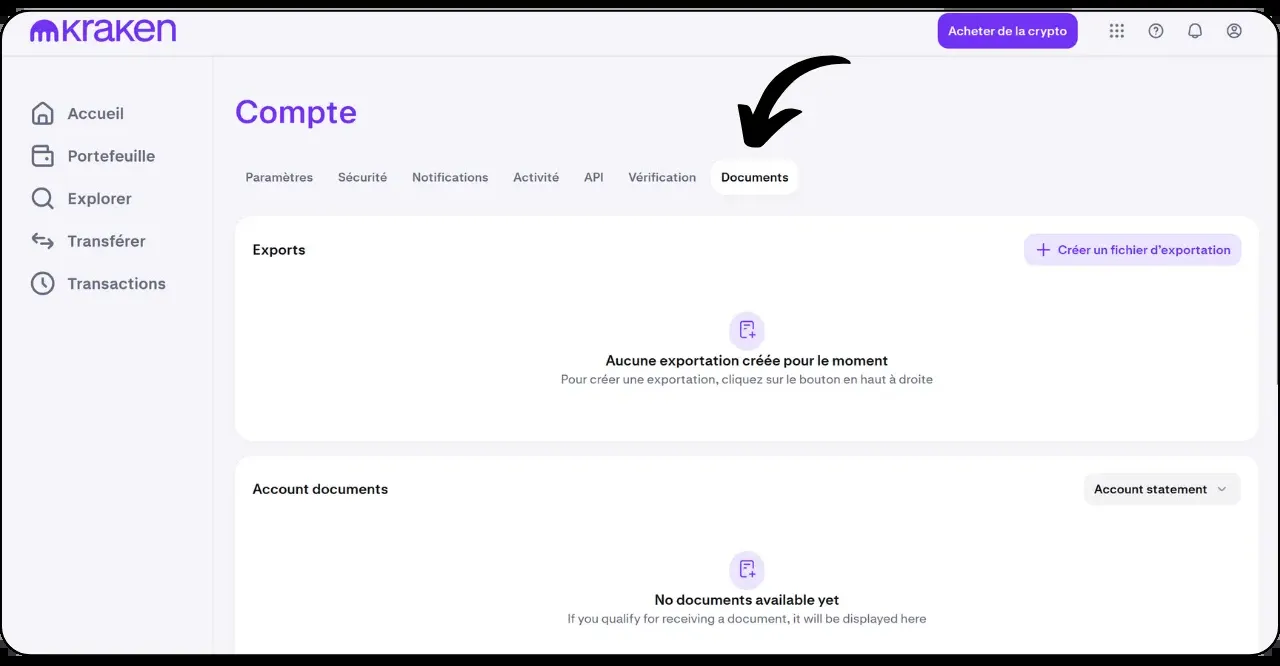 Kraken
Acheter de la crypto
Accueil
Portefeuille
Explorer
Transférer
Transactions
Compte
Paramètres Sécurité Notifications Activité API Vérification Documents
Exports
+ Créer un fichier d'exportation
Aucune exportation créée pour le moment
Pour créer une exportation, cliquez sur le bouton en haut à droite
Account documents
Account statement
No documents available yet
If you qualify for receiving a document, it will be displayed here